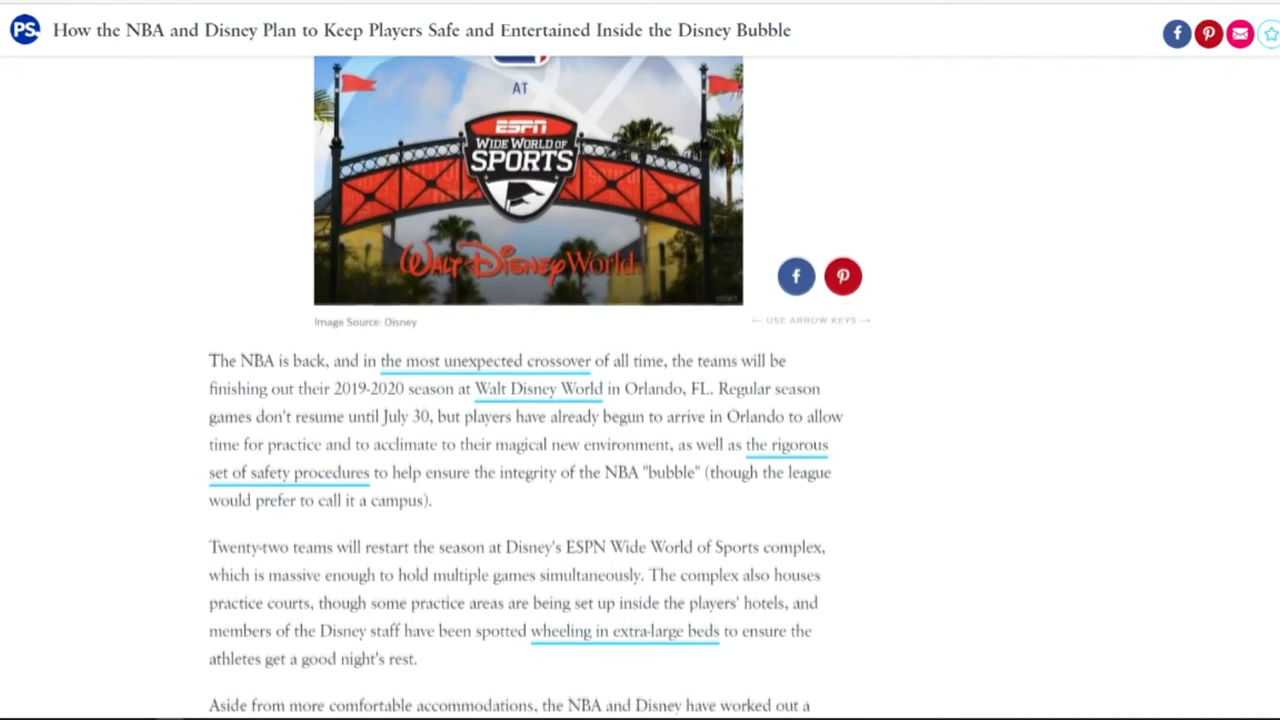 PS.
How the NBA and Disney Plan to Keep Players Safe and Entertained Inside the Disney Bubble
AT
ESPN
WIDE WORLD OF
SPORTS
Walt Disney World
Image Source: Disney
← USE ARROW KEYS →
The NBA is back, and in the most unexpected crossover of all time, the teams will be
finishing out their 2019-2020 season at Walt Disney World in Orlando, FL. Regular season
games don't resume until July 30, but players have already begun to arrive in Orlando to allow
time for practice and to acclimate to their magical new environment, as well as the rigorous
set of safety procedures to help ensure the integrity of the NBA "bubble" (though the league
would prefer to call it a campus).
Twenty-two teams will restart the season at Disney's ESPN Wide World of Sports complex,
which is massive enough to hold multiple games simultaneously. The complex also houses
practice courts, though some practice areas are being set up inside the players' hotels, and
members of the Disney staff have been spotted wheeling in extra-large beds to ensure the
athletes get a good night's rest.
Aside from more comfortable accommodations, the NBA and Disney have worked out a